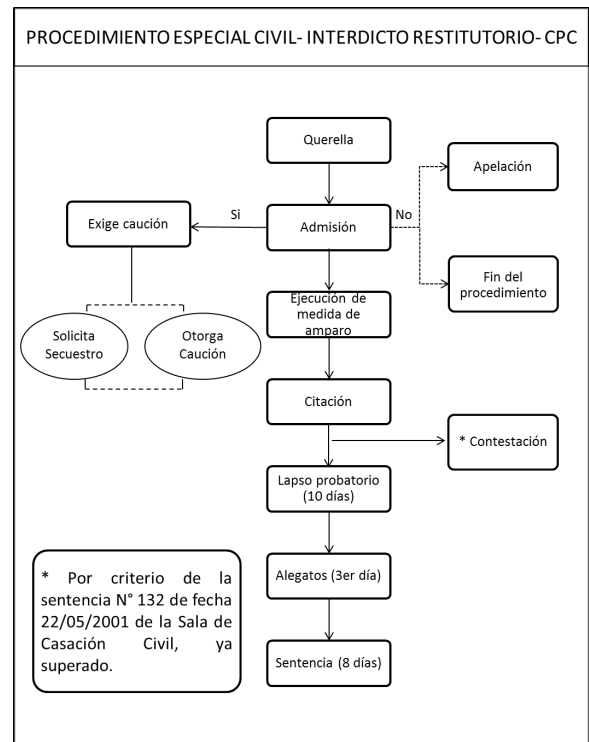 PROCEDIMIENTO ESPECIAL CIVIL- INTERDICTO RESTITUTORIO- CPC
Querella
Apelación
Exige caución
Si
Admisión
No
Fin del
procedimiento
Ejecución de
medida de
amparo
Solicita
Secuestro
Otorga
Caución
Citación
* Contestación
Lapso probatorio
(10 días)
Alegatos (3er día)
Sentencia (8 días)
* Por criterio de la
sentencia N° 132 de fecha
22/05/2001 de la Sala de
Casación Civil, ya
superado.